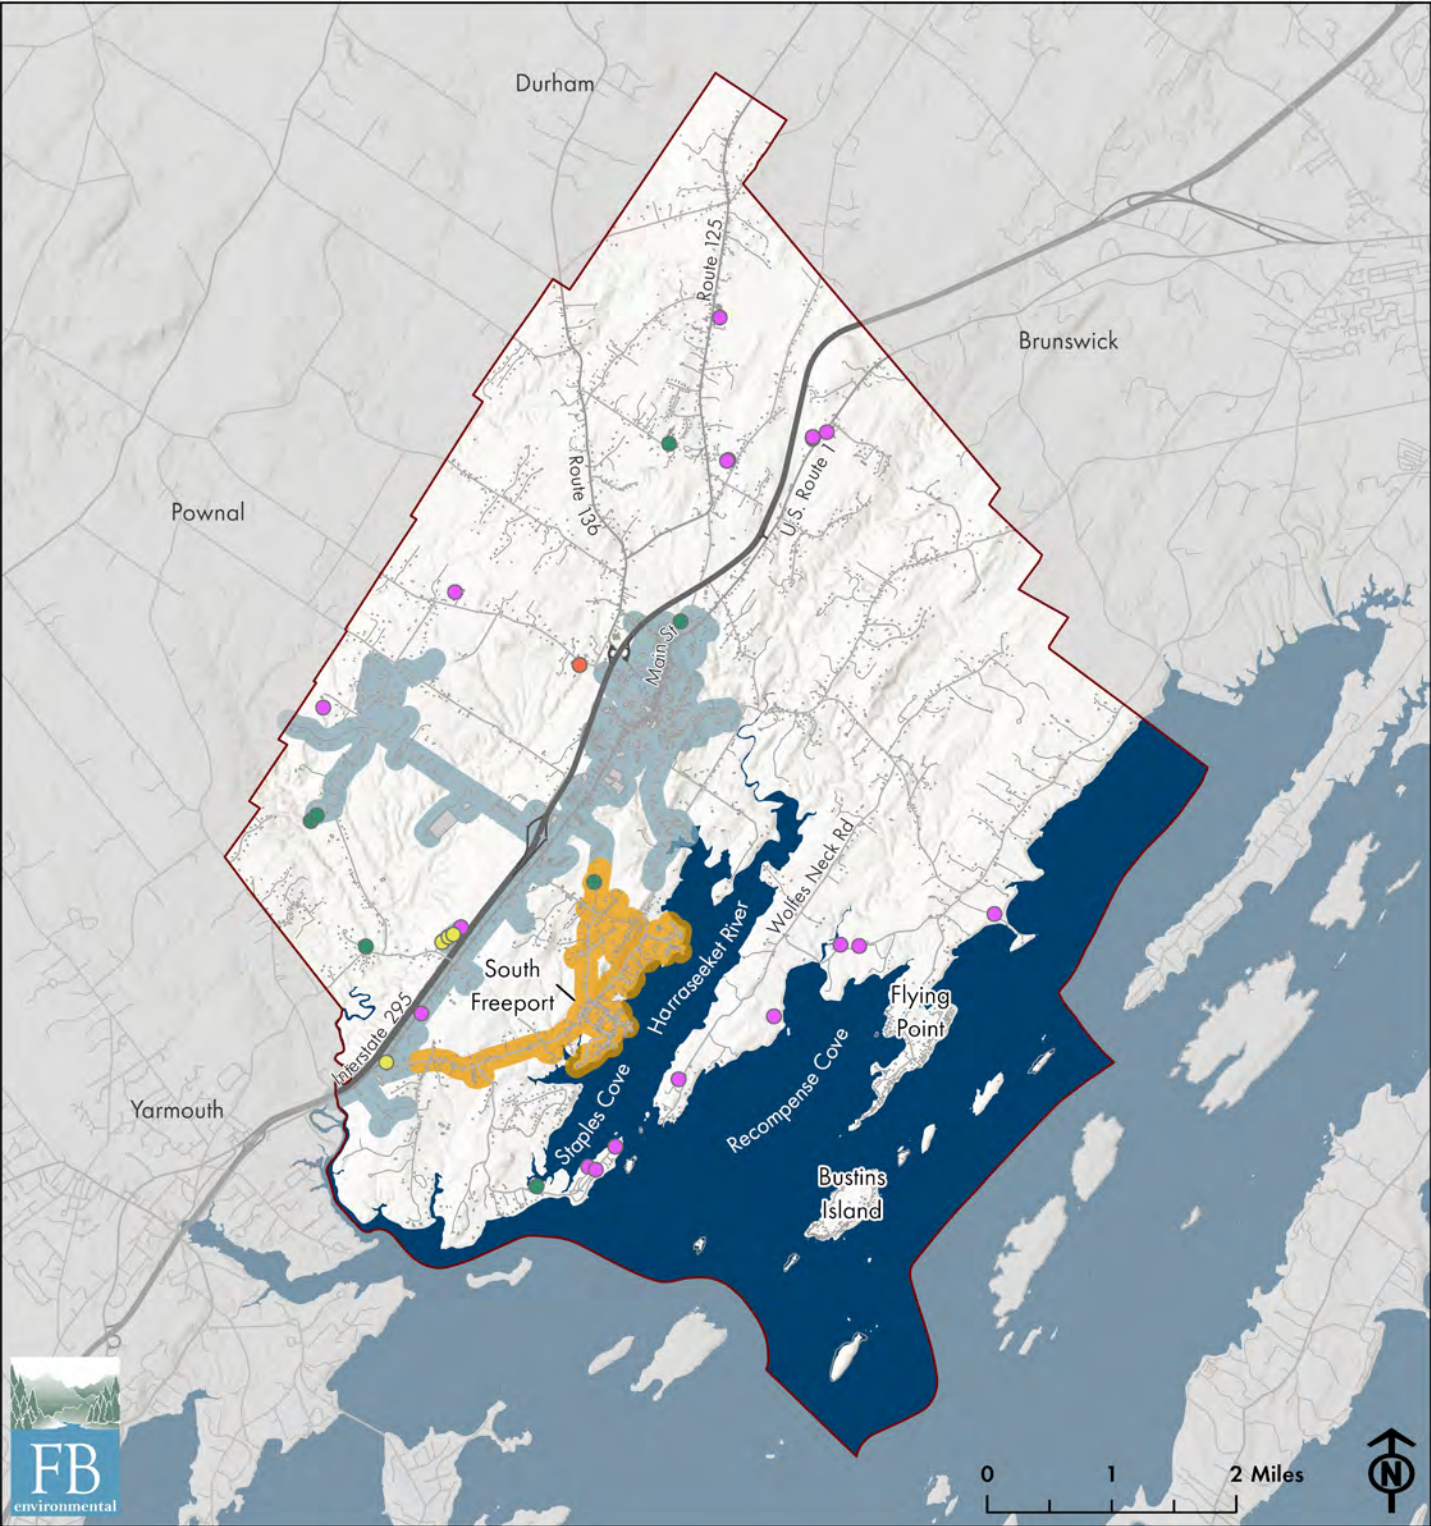 Durham
Route 125
Brunswick
Route 136
U.S. Route 1
Pownal
Main St
Wolfes Neck Rd
Harraseeket River
South
Freeport
Flying
Point
Interstate 295
Recompense Cove
Staples Cove
Yarmouth
Bustins
Island
FB
environmental
0 1 2 Miles
N